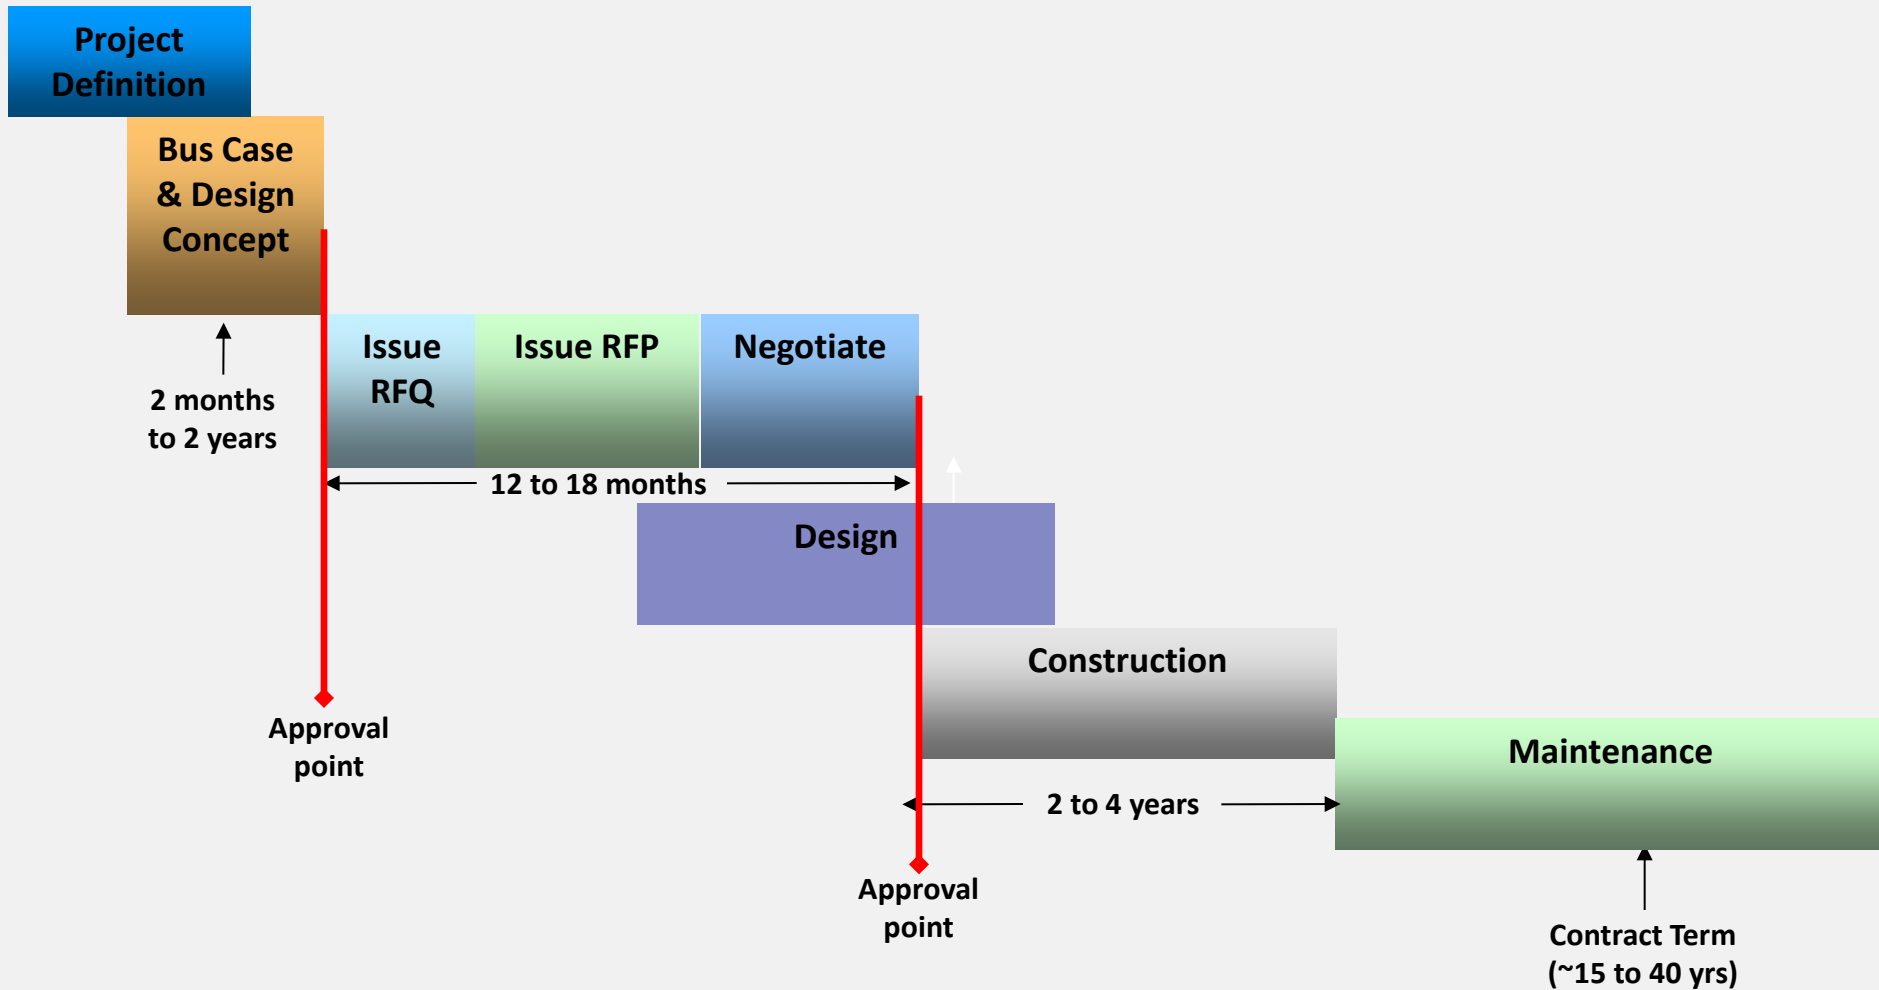 Project
Definition
Bus Case
& Design
Concept
2 months
to 2 years
Issue
RFQ
Issue RFP
Negotiate
12 to 18 months
Design
Approval
point
Construction
Maintenance
2 to 4 years
Approval
point
Contract Term
(~15 to 40 yrs)